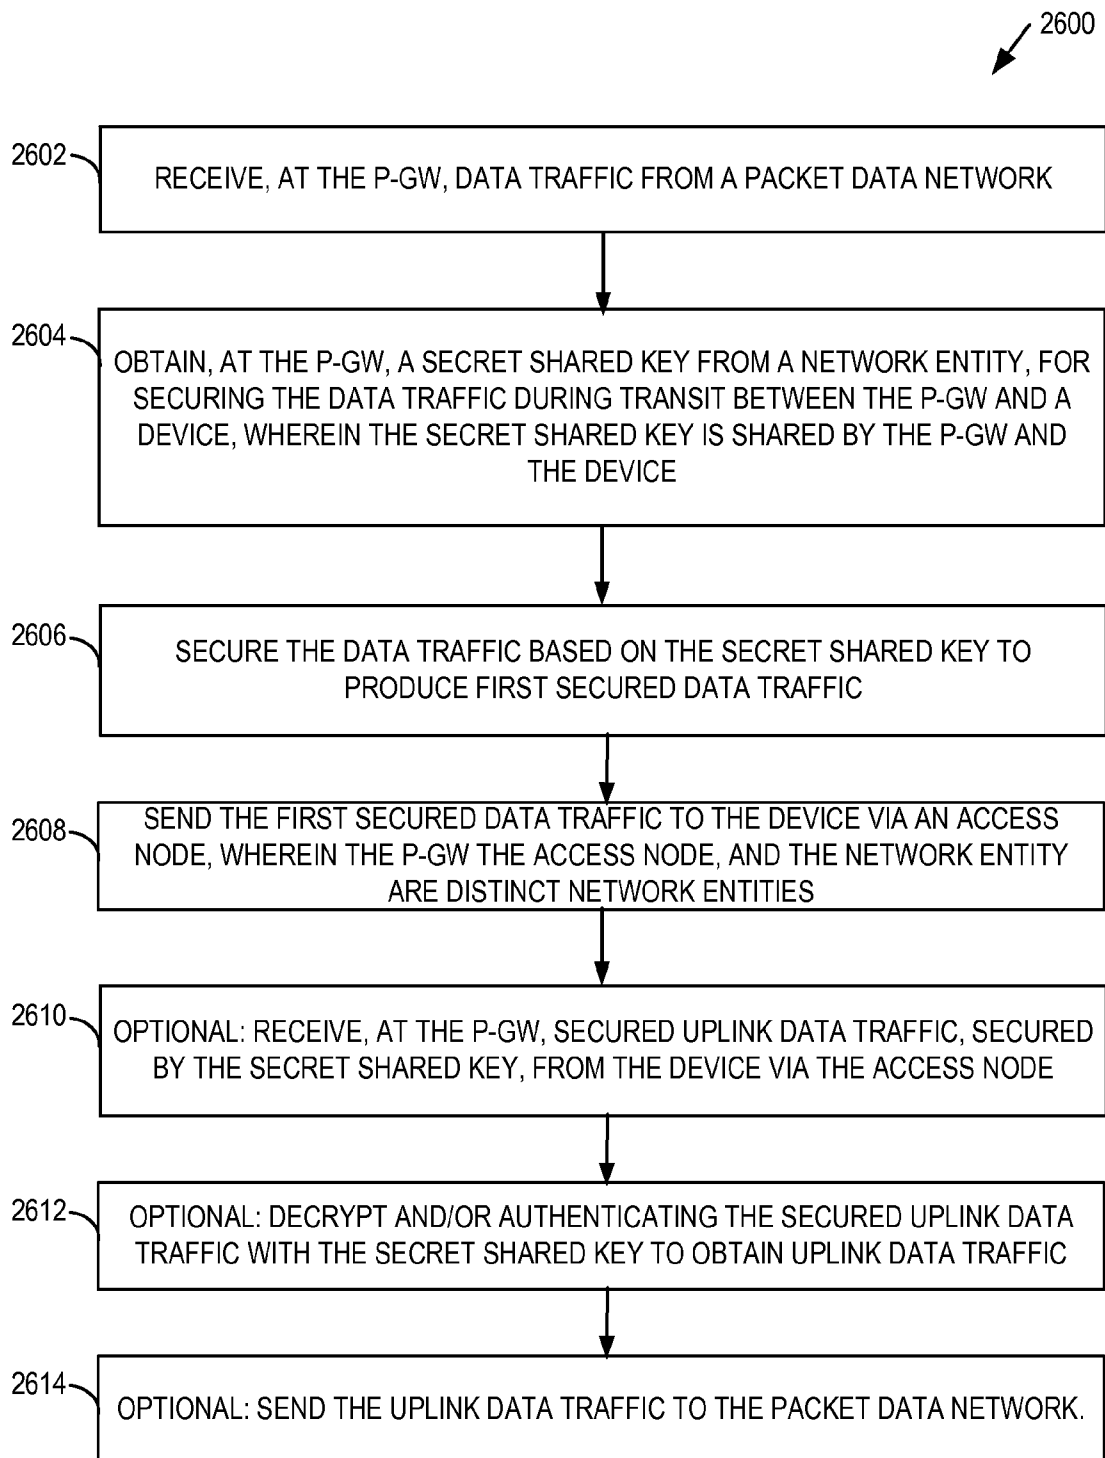 2600
2602
RECEIVE, AT THE P-GW, DATA TRAFFIC FROM A PACKET DATA NETWORK
2604
OBTAIN, AT THE P-GW, A SECRET SHARED KEY FROM A NETWORK ENTITY, FOR
SECURING THE DATA TRAFFIC DURING TRANSIT BETWEEN THE P-GW AND A
DEVICE, WHEREIN THE SECRET SHARED KEY IS SHARED BY THE P-GW AND
THE DEVICE
2606
SECURE THE DATA TRAFFIC BASED ON THE SECRET SHARED KEY TO
PRODUCE FIRST SECURED DATA TRAFFIC
2608
SEND THE FIRST SECURED DATA TRAFFIC TO THE DEVICE VIA AN ACCESS
NODE, WHEREIN THE P-GW THE ACCESS NODE, AND THE NETWORK ENTITY
ARE DISTINCT NETWORK ENTITIES
2610
OPTIONAL: RECEIVE, AT THE P-GW, SECURED UPLINK DATA TRAFFIC, SECURED
BY THE SECRET SHARED KEY, FROM THE DEVICE VIA THE ACCESS NODE
2612
OPTIONAL: DECRYPT AND/OR AUTHENTICATING THE SECURED UPLINK DATA
TRAFFIC WITH THE SECRET SHARED KEY TO OBTAIN UPLINK DATA TRAFFIC
2614
OPTIONAL: SEND THE UPLINK DATA TRAFFIC TO THE PACKET DATA NETWORK.